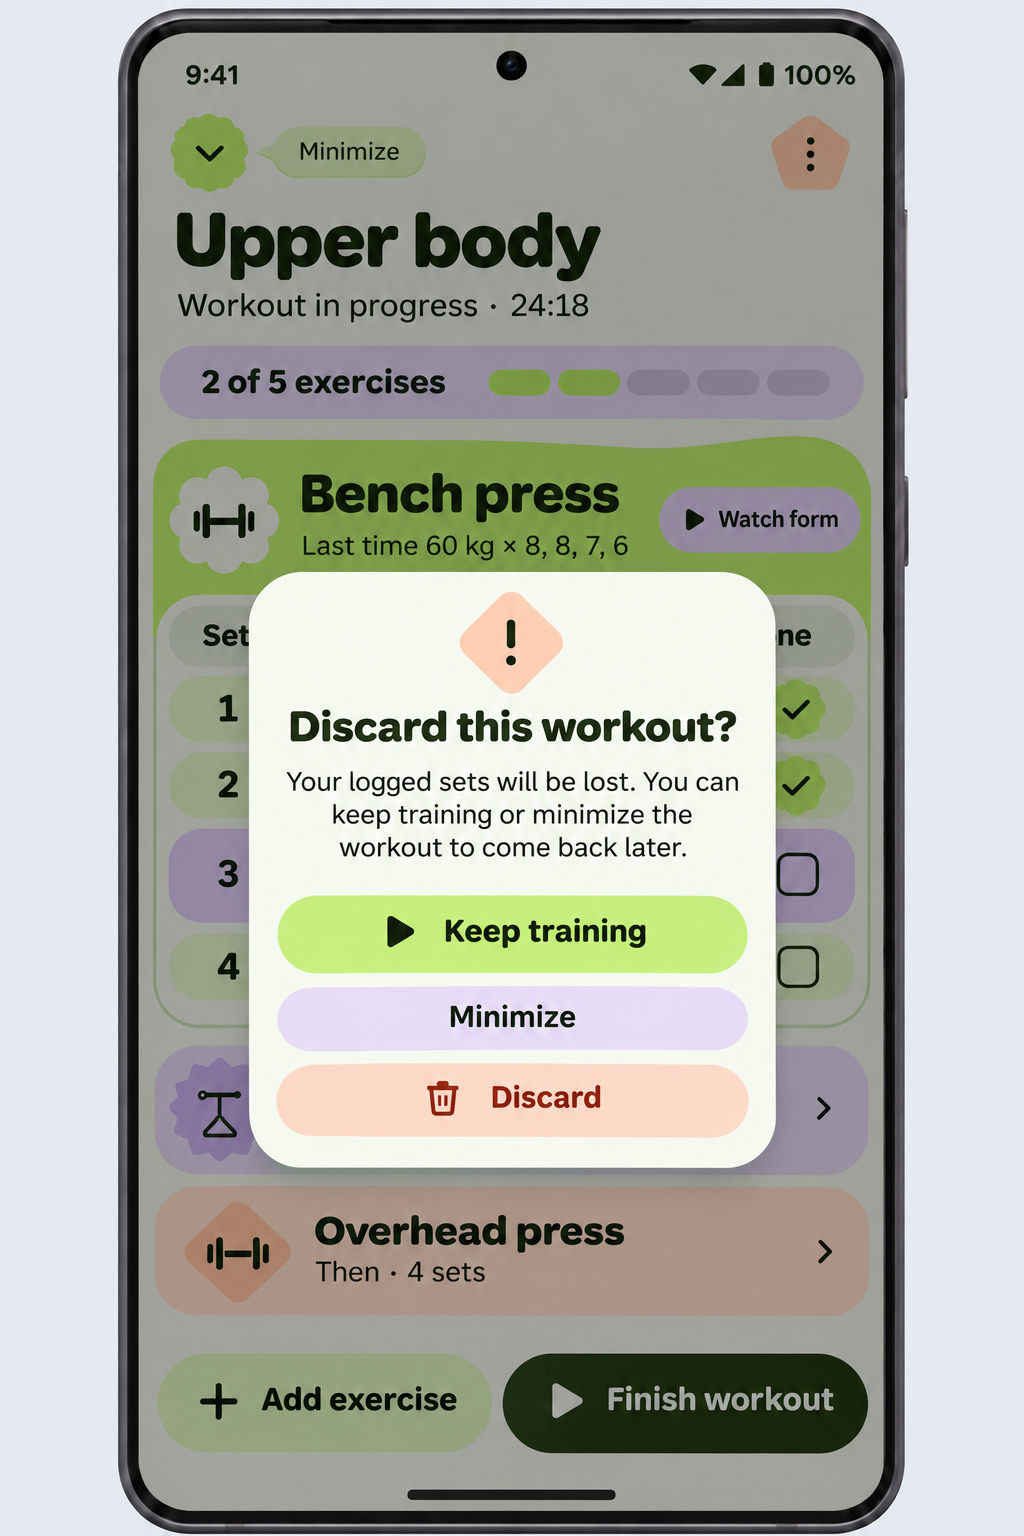 9:41
100%
Minimize
Upper body
Workout in progress · 24:18
2 of 5 exercises
Bench press
Last time 60 kg × 8, 8, 7, 6
Watch form
Set
1
2
3
4
Discard this workout?
Your logged sets will be lost. You can
keep training or minimize the
workout to come back later.
Keep training
Minimize
Discard
Overhead press
Then · 4 sets
Add exercise
Finish workout